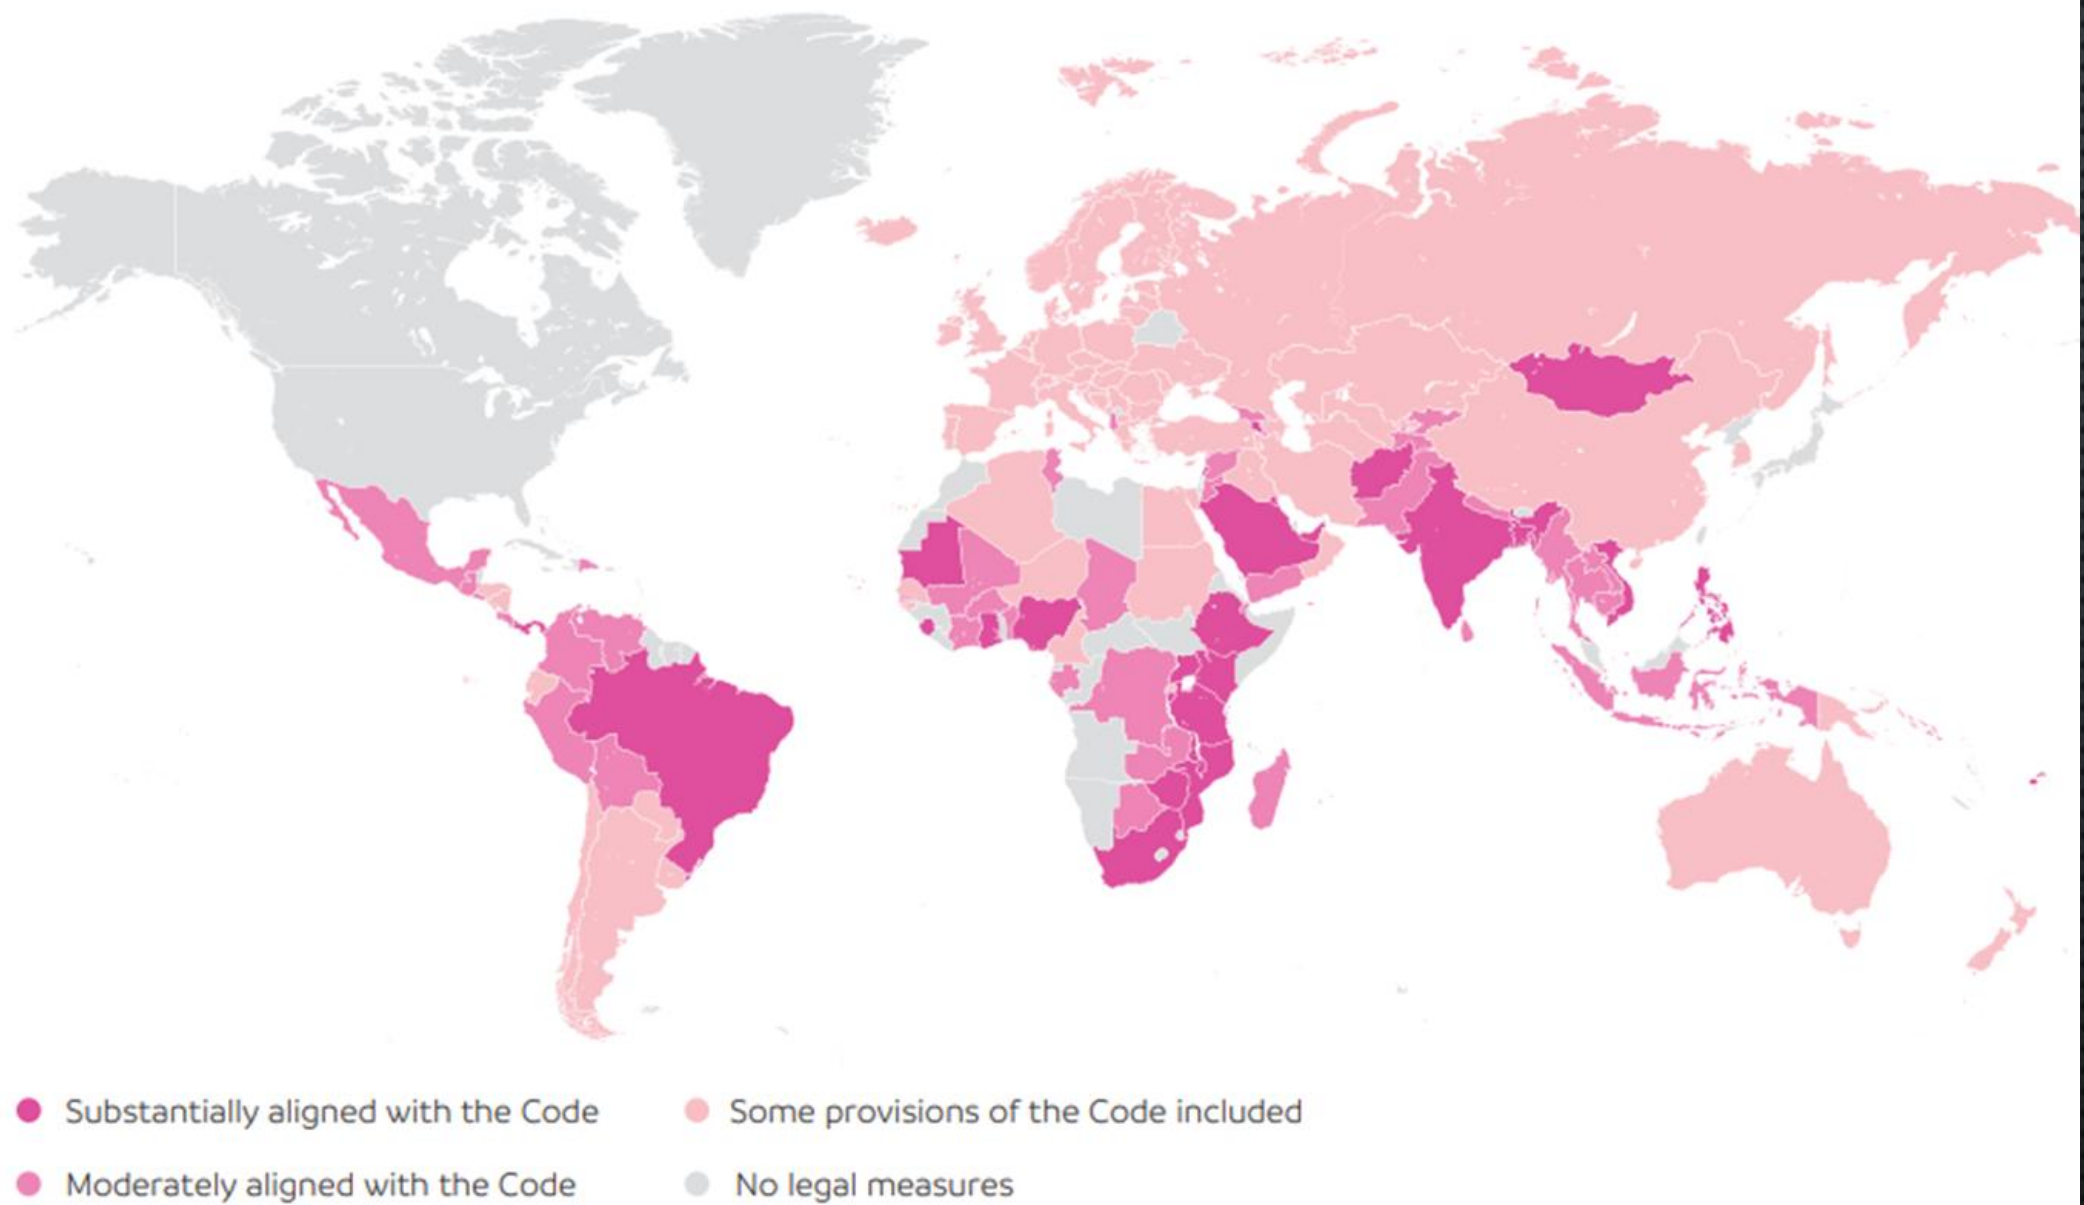 Substantially aligned with the Code
Some provisions of the Code included
Moderately aligned with the Code
No legal measures